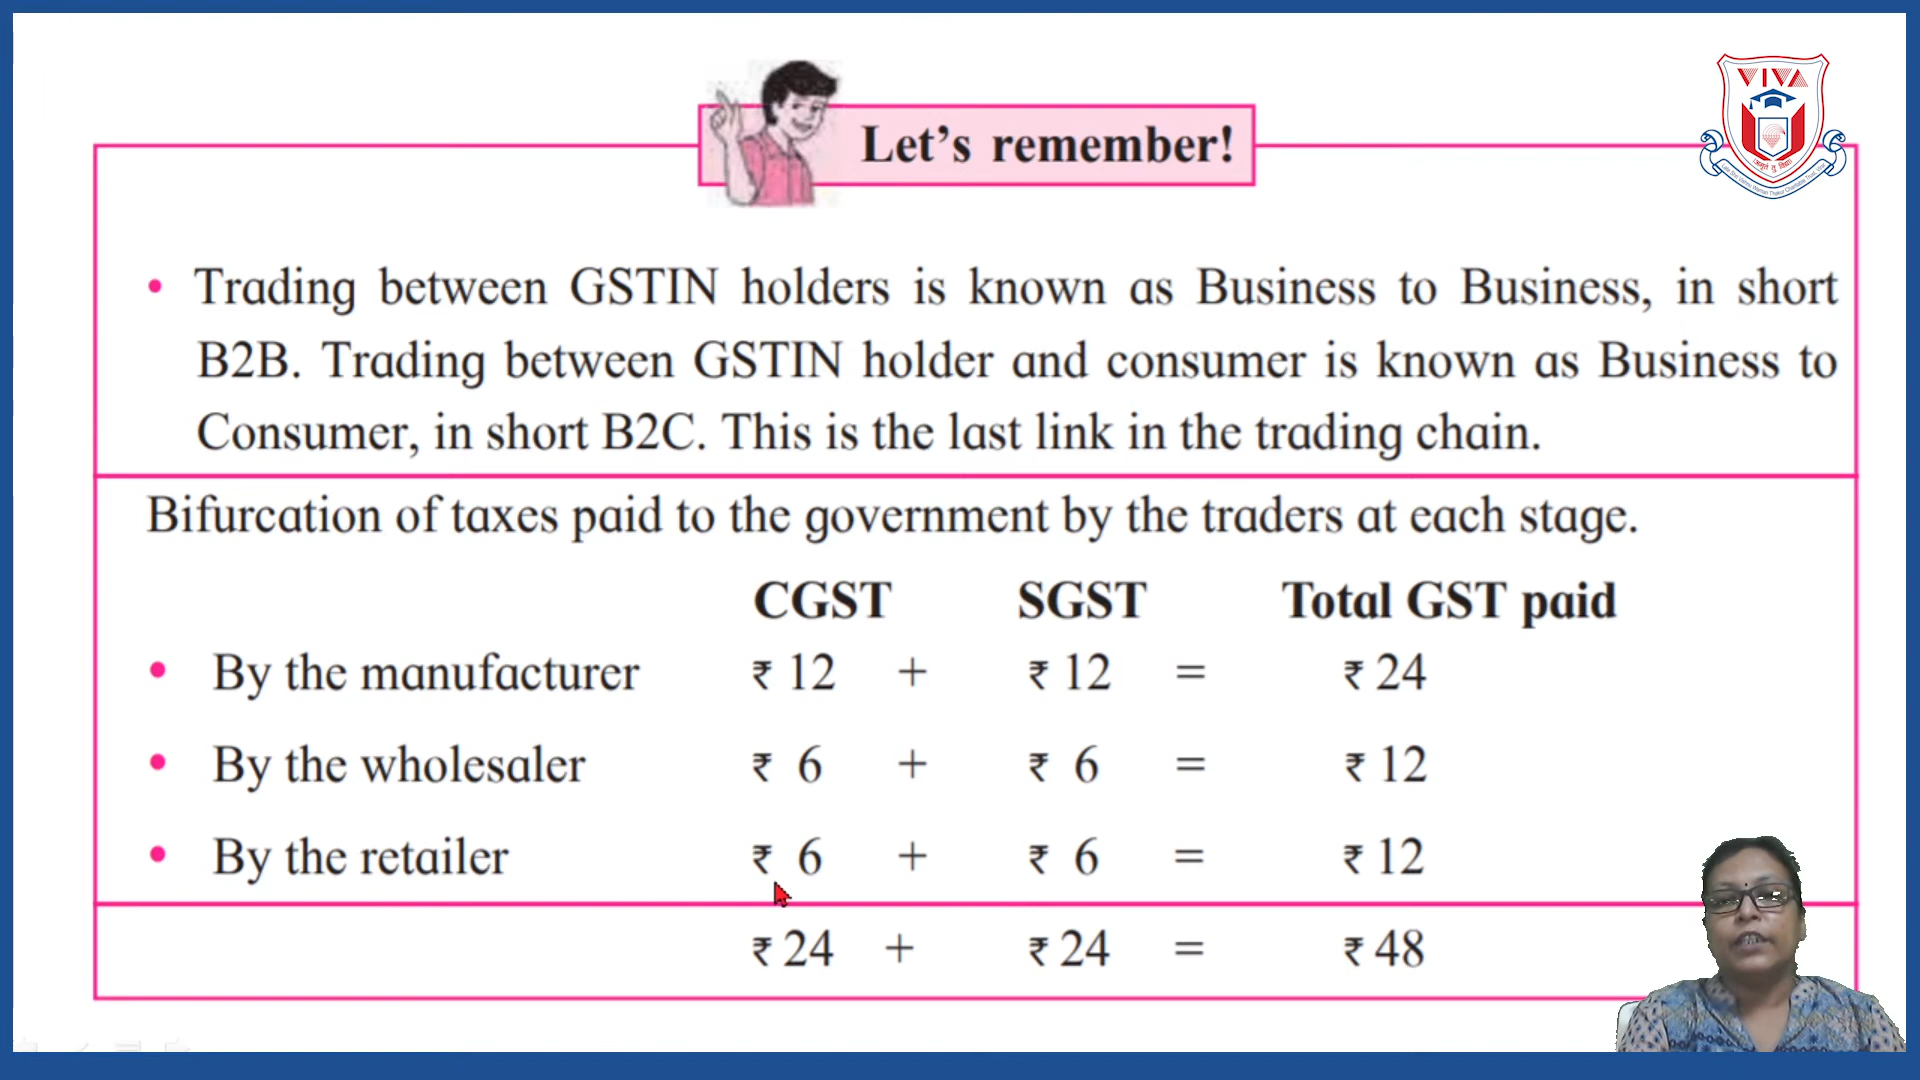 VIVA
Let's remember!
• Trading between GSTIN holders is known as Business to Business, in short
B2B. Trading between GSTIN holder and consumer is known as Business to
Consumer, in short B2C. This is the last link in the trading chain.
Bifurcation of taxes paid to the government by the traders at each stage.
CGST SGST Total GST paid
• By the manufacturer ₹ 12 + ₹ 12 = ₹ 24
• By the wholesaler ₹ 6 + ₹ 6 = ₹ 12
• By the retailer ₹ 6 + ₹ 6 = ₹ 12
₹ 24 + ₹ 24 = ₹ 48